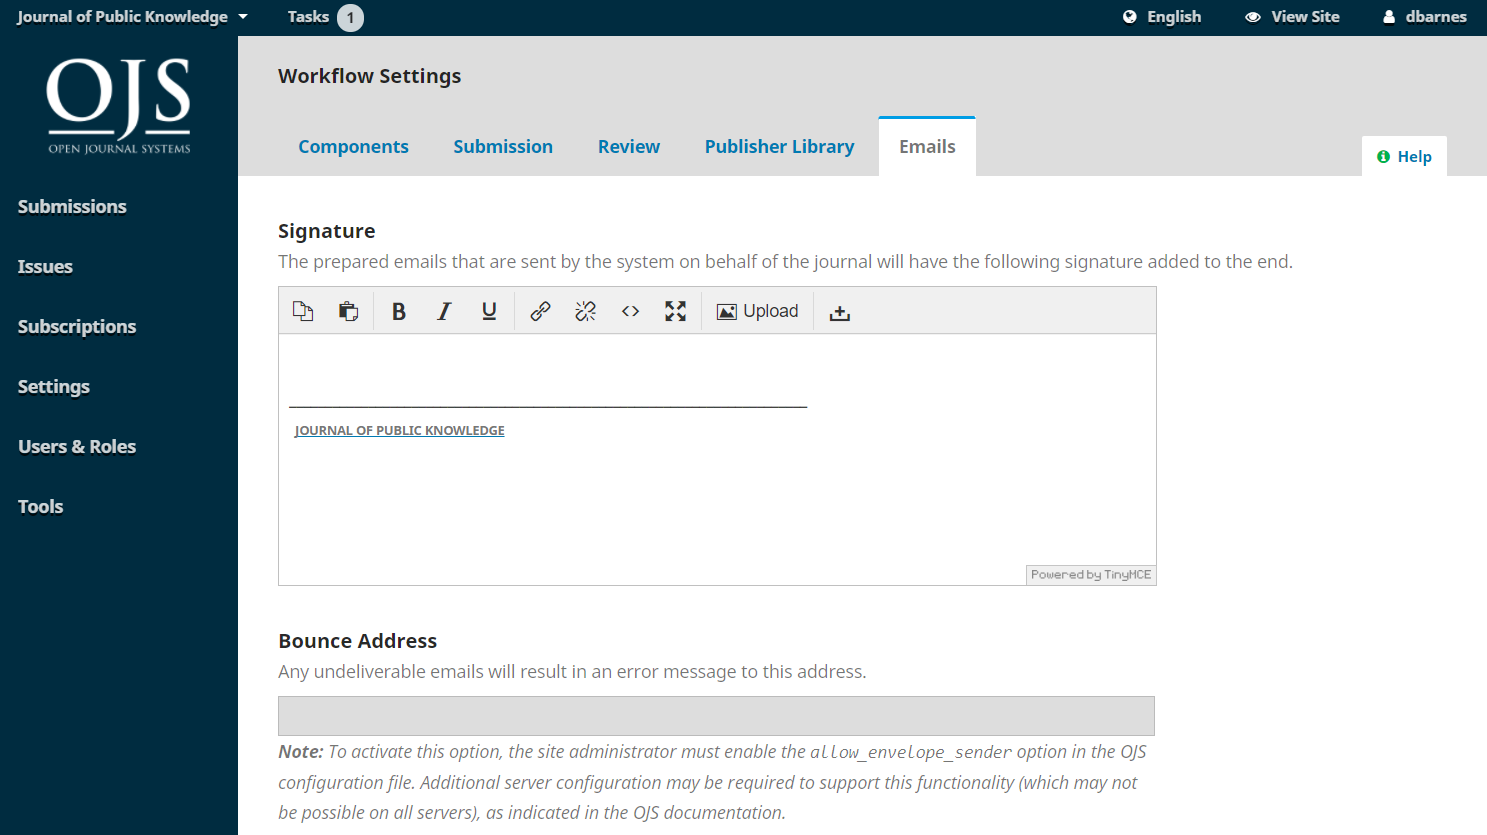 Journal of Public Knowledge Tasks 1 English View Site dbarnes
OJS
OPEN JOURNAL SYSTEMS
Workflow Settings
Components Submission Review Publisher Library Emails
Help
Submissions
Issues
Subscriptions
Settings
Users & Roles
Tools
Signature
The prepared emails that are sent by the system on behalf of the journal will have the following signature added to the end.
B I U Upload
JOURNAL OF PUBLIC KNOWLEDGE
Powered by TinyMCE
Bounce Address
Any undeliverable emails will result in an error message to this address.
Note: To activate this option, the site administrator must enable the allow_envelope_sender option in the OJS
configuration file. Additional server configuration may be required to support this functionality (which may not
be possible on all servers), as indicated in the OJS documentation.